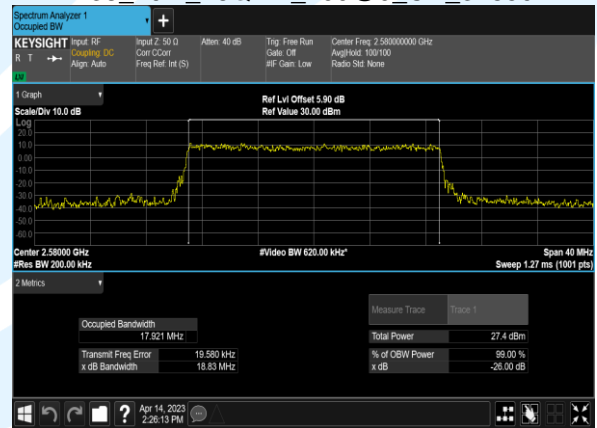 Spectrum Analyzer 1
Occupied BW
+
KEYSIGHT
R T
LV
Input: RF
Coupling: DC
Align: Auto
Input Z: 50 Ω
Corr CCorr
Freq Ref: Int (S)
Atten: 40 dB
Trig: Free Run
Gate: Off
#IF Gain: Low
Center Freq: 2.580000000 GHz
Avg|Hold: 100/100
Radio Std: None
1 Graph
Scale/Div 10.0 dB
Ref Lvl Offset 5.90 dB
Ref Value 30.00 dBm
Log
20.0
10.0
0.00
-10.0
-20.0
-30.0
-40.0
-50.0
-60.0
Center 2.58000 GHz
#Res BW 200.00 kHz
#Video BW 620.00 kHz*
Span 40 MHz
Sweep 1.27 ms (1001 pts)
2 Metrics
Measure Trace Trace 1
Occupied Bandwidth
17.921 MHz
Total Power 27.4 dBm
Transmit Freq Error 19.580 kHz
% of OBW Power 99.00 %
x dB Bandwidth 18.83 MHz
x dB -26.00 dB
?
Apr 14, 2023
2:26:13 PM